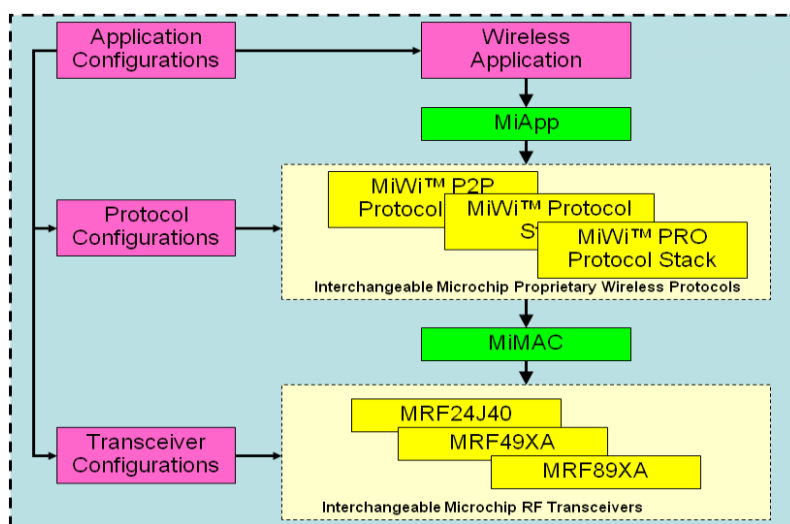 Application
Configurations
Wireless
Application
MiApp
MiWi™ P2P
Protocol
MiWi™ Protocol
Protocol
Configurations
MiWi™ PRO
Protocol Stack
Interchangeable Microchip Proprietary Wireless Protocols
MiMAC
MRF24J40
MRF49XA
MRF89XA
Transceiver
Configurations
Interchangeable Microchip RF Transceivers